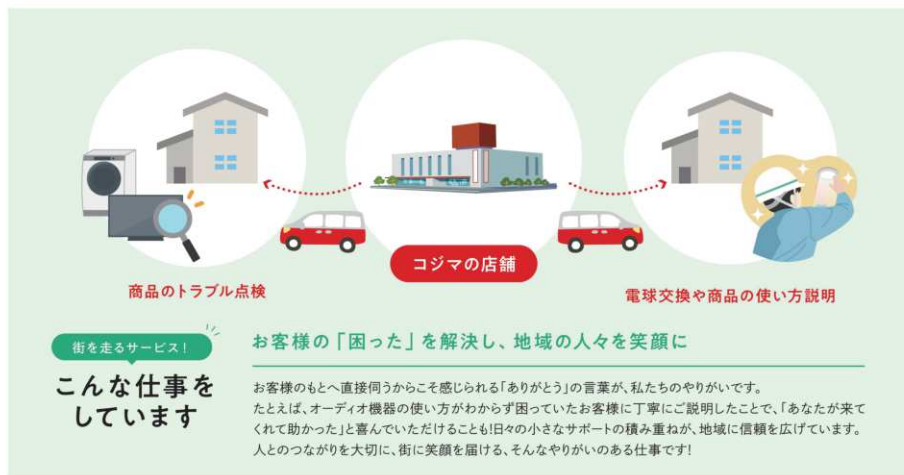 コジマの店舗
商品のトラブル点検
電球交換や商品の使い方説明
街を走るサービス!
こんな仕事を
しています
お客様の「困った」を解決し、地域の人々を笑顔に
お客様のもとへ直接伺うからこそ感じられる「ありがとう」の言葉が、私たちのやりがいです。
たとえば、オーディオ機器の使い方がわからず困っていたお客様に丁寧にご説明したことで、「あなたが来て
くれて助かった」と喜んでいただけることも!日々の小さなサポートの積み重ねが、地域に信頼を広げています。
人とのつながりを大切に、街に笑顔を届ける、そんなやりがいのある仕事です!